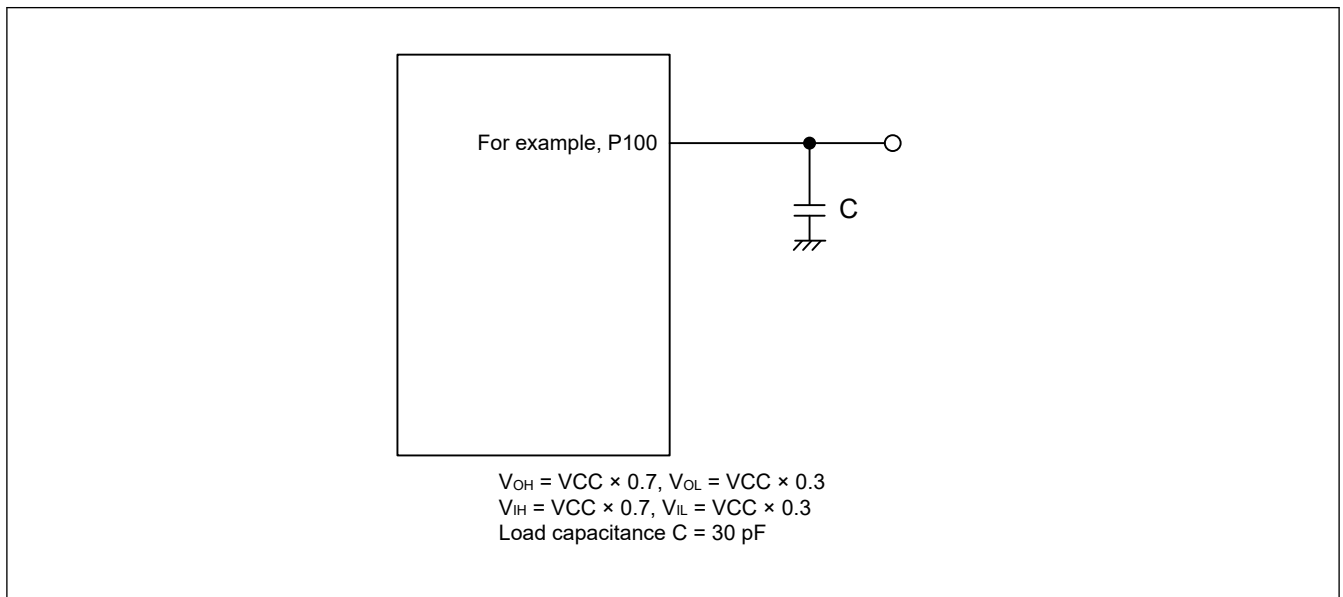 For example, P100
C
VOH = VCC × 0.7, VOL = VCC × 0.3
VIH = VCC × 0.7, VIL = VCC × 0.3
Load capacitance C = 30 pF